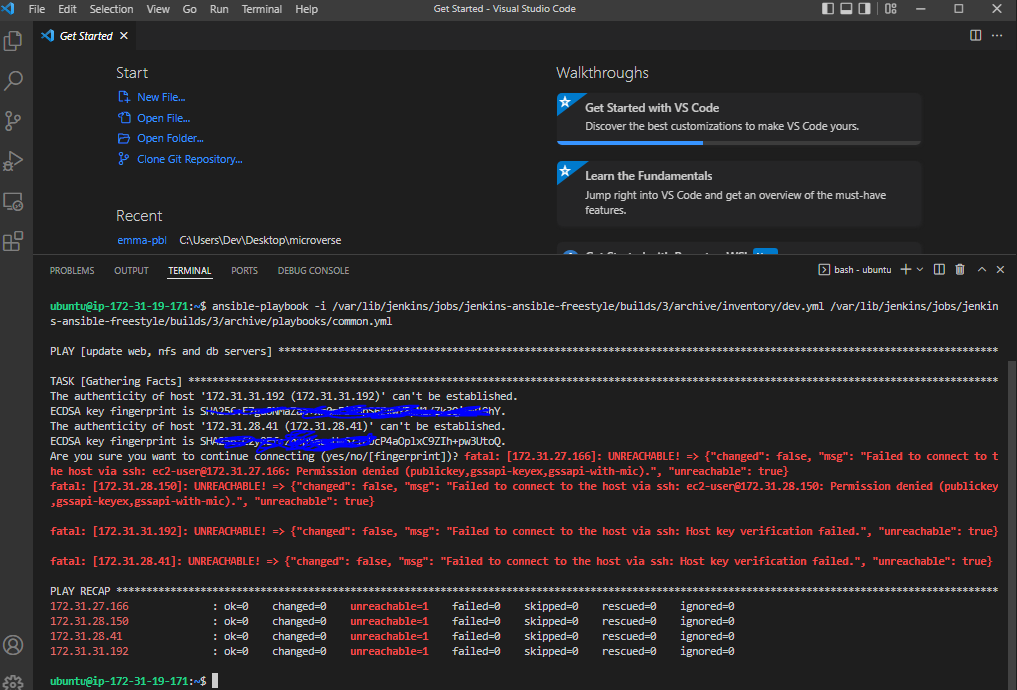 File Edit Selection View Go Run Terminal Help Get Started - Visual Studio Code
Get Started
Start
New File...
Open File...
Open Folder...
Clone Git Repository...
Recent
emma-pbl C:\Users\Dev\Desktop\microverse
Walkthroughs
Get Started with VS Code
Discover the best customizations to make VS Code yours.
Learn the Fundamentals
Jump right into VS Code and get an overview of the must-have
features.
PROBLEMS OUTPUT TERMINAL PORTS DEBUG CONSOLE bash - ubuntu
ubuntu@ip-172-31-19-171:~$ ansible-playbook -i /var/lib/jenkins/jobs/jenkins-ansible-freestyle/builds/3/archive/inventory/dev.yml /var/lib/jenkins/jobs/jenkin
s-ansible-freestyle/builds/3/archive/playbooks/common.yml
PLAY [update web, nfs and db servers] ************************************************************************************************************************
TASK [Gathering Facts] ***************************************************************************************************************************************
The authenticity of host '172.31.31.192 (172.31.31.192)' can't be established.
ECDSA key fingerprint is
The authenticity of host '172.31.28.41 (172.31.28.41)' can't be established.
ECDSA key fingerprint is
Are you sure you want to continue connecting (yes/no/[fingerprint])? fatal: [172.31.27.166]: UNREACHABLE! => {"changed": false, "msg": "Failed to connect to t
he host via ssh: ec2-user@172.31.27.166: Permission denied (publickey,gssapi-keyex,gssapi-with-mic).", "unreachable": true}
fatal: [172.31.28.150]: UNREACHABLE! => {"changed": false, "msg": "Failed to connect to the host via ssh: ec2-user@172.31.28.150: Permission denied (publickey
,gssapi-keyex,gssapi-with-mic).", "unreachable": true}
fatal: [172.31.31.192]: UNREACHABLE! => {"changed": false, "msg": "Failed to connect to the host via ssh: Host key verification failed.", "unreachable": true}
fatal: [172.31.28.41]: UNREACHABLE! => {"changed": false, "msg": "Failed to connect to the host via ssh: Host key verification failed.", "unreachable": true}
PLAY RECAP ***************************************************************************************************************************************************
172.31.27.166 : ok=0 changed=0 unreachable=1 failed=0 skipped=0 rescued=0 ignored=0
172.31.28.150 : ok=0 changed=0 unreachable=1 failed=0 skipped=0 rescued=0 ignored=0
172.31.28.41 : ok=0 changed=0 unreachable=1 failed=0 skipped=0 rescued=0 ignored=0
172.31.31.192 : ok=0 changed=0 unreachable=1 failed=0 skipped=0 rescued=0 ignored=0
ubuntu@ip-172-31-19-171:~$